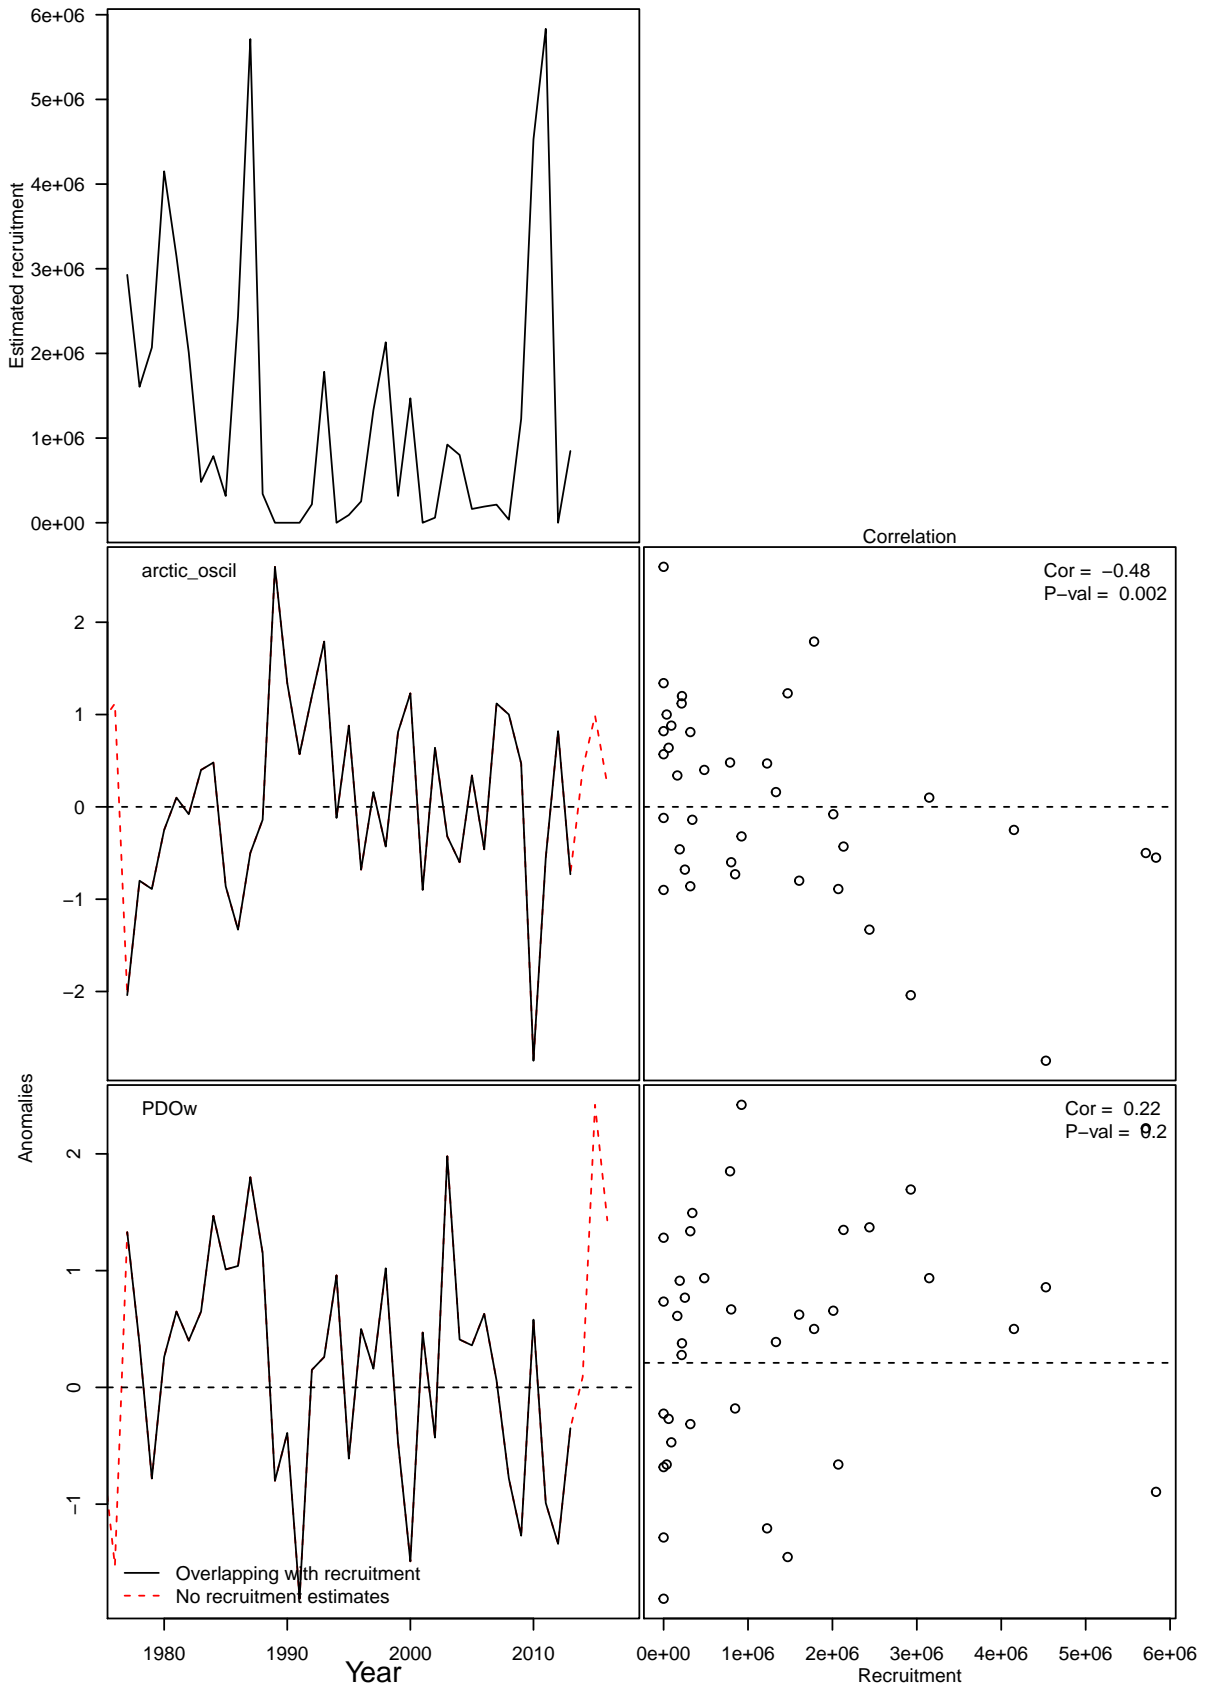 6e+06
5e+06
4e+06
3e+06
2e+06
1e+06
0e+00
Estimated recruitment
Correlation
arctic_oscil
2
1
0
−1
−2
Cor = −0.48
P−val = 0.002
Anomalies
PDOw
2
1
0
−1
Cor = 0.22
P−val = 0.2
Overlapping with recruitment
No recruitment estimates
1980 1990 2000 2010
Year
0e+00 1e+06 2e+06 3e+06 4e+06 5e+06 6e+06
Recruitment